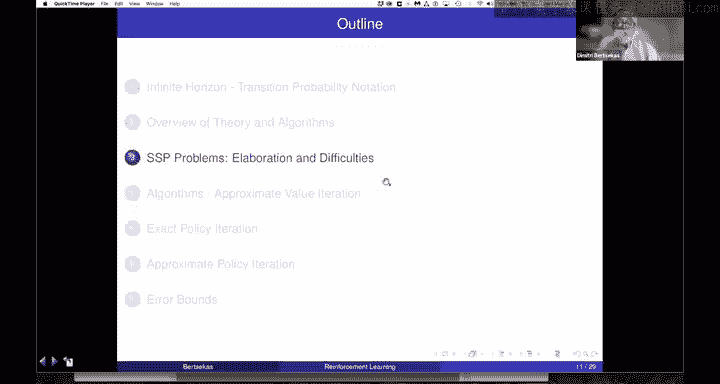 QuickTime Player File Edit View Window Help
Outline
Dimitri Bertsekas
Infinite Horizon - Transition Probability Notation
Overview of Theory and Algorithms
3 SSP Problems: Elaboration and Difficulties
Algorithms - Approximate Value Iteration
Exact Policy Iteration
Approximate Policy Iteration
Error Bounds
Bertsekas Reinforcement Learning 11 / 29